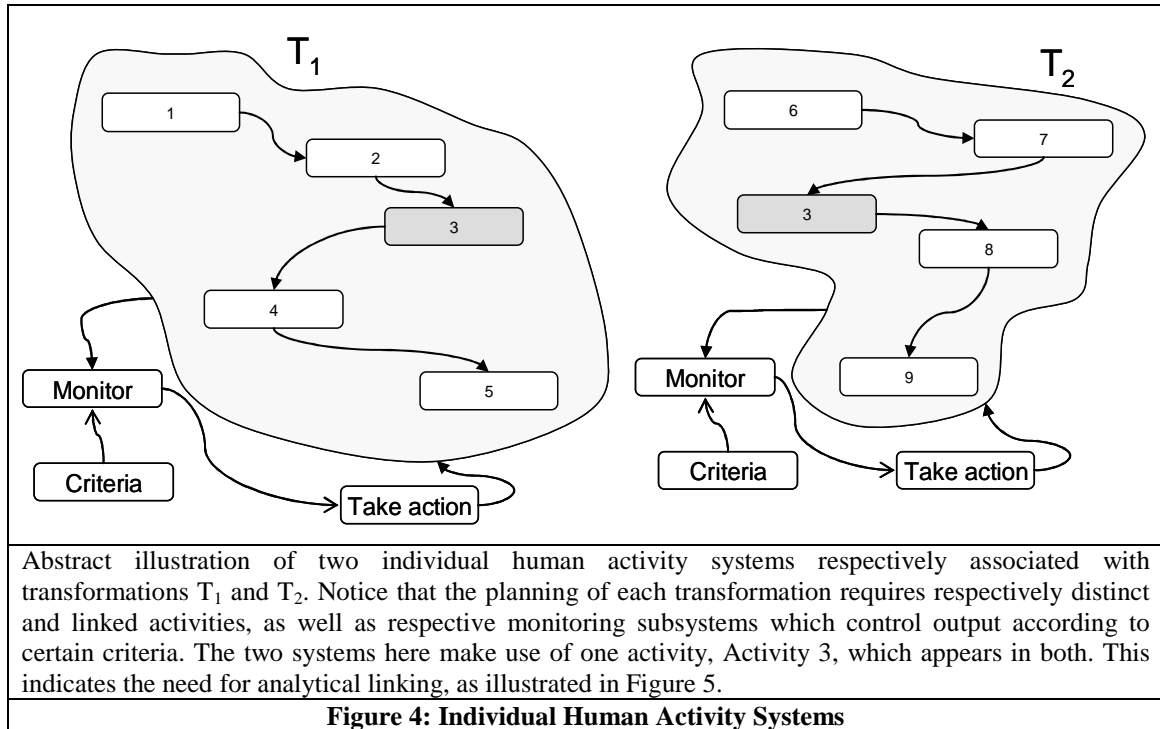 T1
1
2
3
4
5
Monitor
Criteria
Take action
T2
6
7
3
8
9
Monitor
Criteria
Take action
Abstract illustration of two individual human activity systems respectively associated with
transformations T1 and T2. Notice that the planning of each transformation requires respectively distinct
and linked activities, as well as respective monitoring subsystems which control output according to
certain criteria. The two systems here make use of one activity, Activity 3, which appears in both. This
indicates the need for analytical linking, as illustrated in Figure 5.
Figure 4: Individual Human Activity Systems